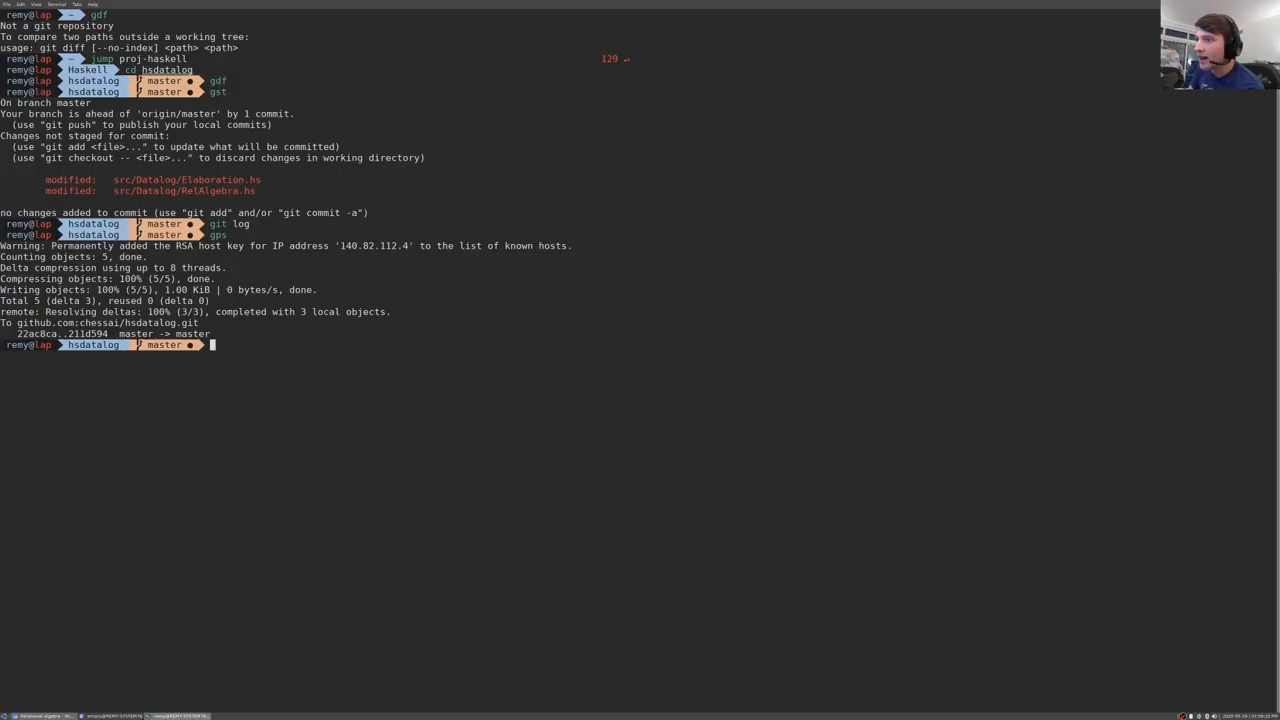 File Edit View Terminal Tabs Help
remy@lap ~ gdf
Not a git repository
To compare two paths outside a working tree:
usage: git diff [--no-index] <path> <path>
remy@lap ~ jump proj-haskell 129 ↵
remy@lap Haskell cd hsdatalog
remy@lap hsdatalog master ● gdf
remy@lap hsdatalog master ● gst
On branch master
Your branch is ahead of 'origin/master' by 1 commit.
(use "git push" to publish your local commits)
Changes not staged for commit:
(use "git add <file>..." to update what will be committed)
(use "git checkout -- <file>..." to discard changes in working directory)
modified: src/Datalog/Elaboration.hs
modified: src/Datalog/RelAlgebra.hs
no changes added to commit (use "git add" and/or "git commit -a")
remy@lap hsdatalog master ● git log
remy@lap hsdatalog master ● gps
Warning: Permanently added the RSA host key for IP address '140.82.112.4' to the list of known hosts.
Counting objects: 5, done.
Delta compression using up to 8 threads.
Compressing objects: 100% (5/5), done.
Writing objects: 100% (5/5), 1.00 KiB | 0 bytes/s, done.
Total 5 (delta 3), reused 0 (delta 0)
remote: Resolving deltas: 100% (3/3), completed with 3 local objects.
To github.com:chessai/hsdatalog.git
22ac8ca..211d594 master -> master
remy@lap hsdatalog master ●
Relational algebra - W...